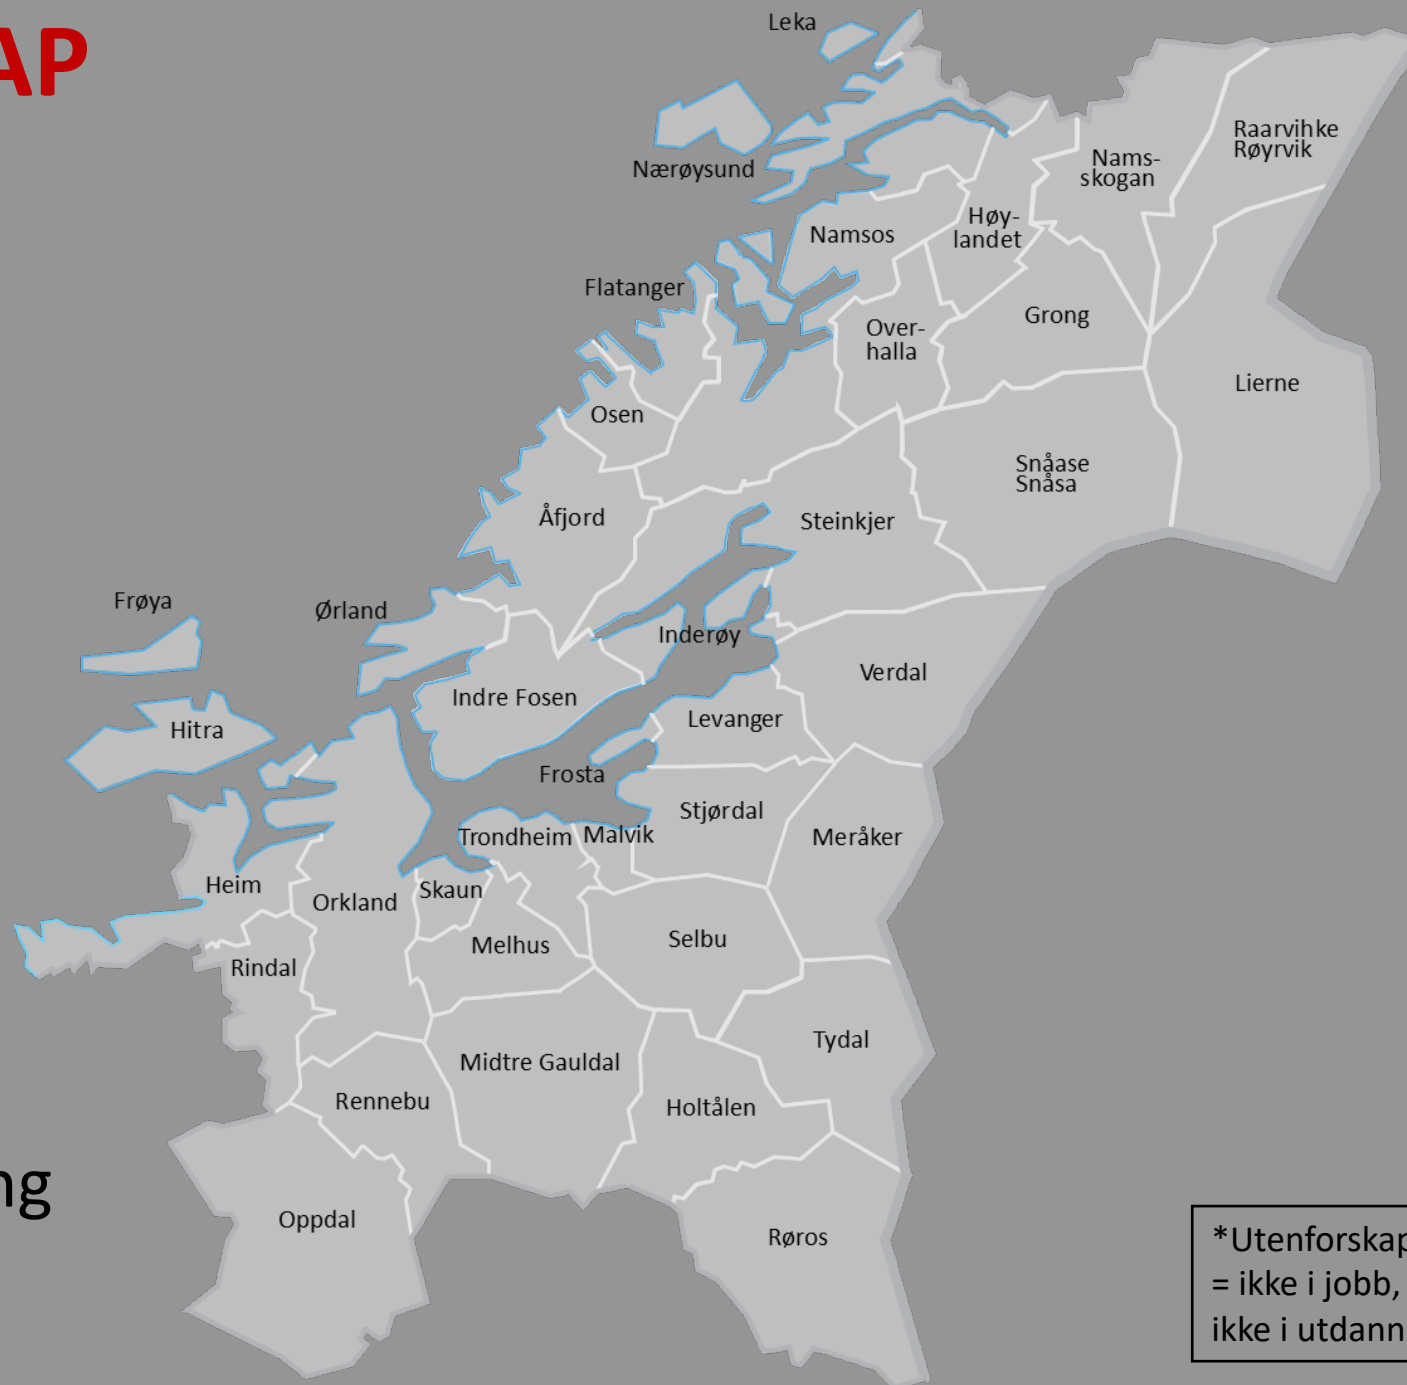 AP
Leka
Nærøysund
Raarvihke
Røyrvik
Nams-
skogan
Høy-
landet
Namsos
Flatanger
Over-
halla
Grong
Lierne
Osen
Snåase
Snåsa
Åfjord
Steinkjer
Frøya
Ørland
Inderøy
Verdal
Indre Fosen
Levanger
Hitra
Frosta
Stjørdal
Trondheim
Malvik
Meråker
Heim
Skaun
Orkland
Melhus
Selbu
Rindal
Tydal
Midtre Gauldal
Rennebu
Holtålen
ng
Oppdal
Røros
*Utenforskap
= ikke i jobb,
ikke i utdann